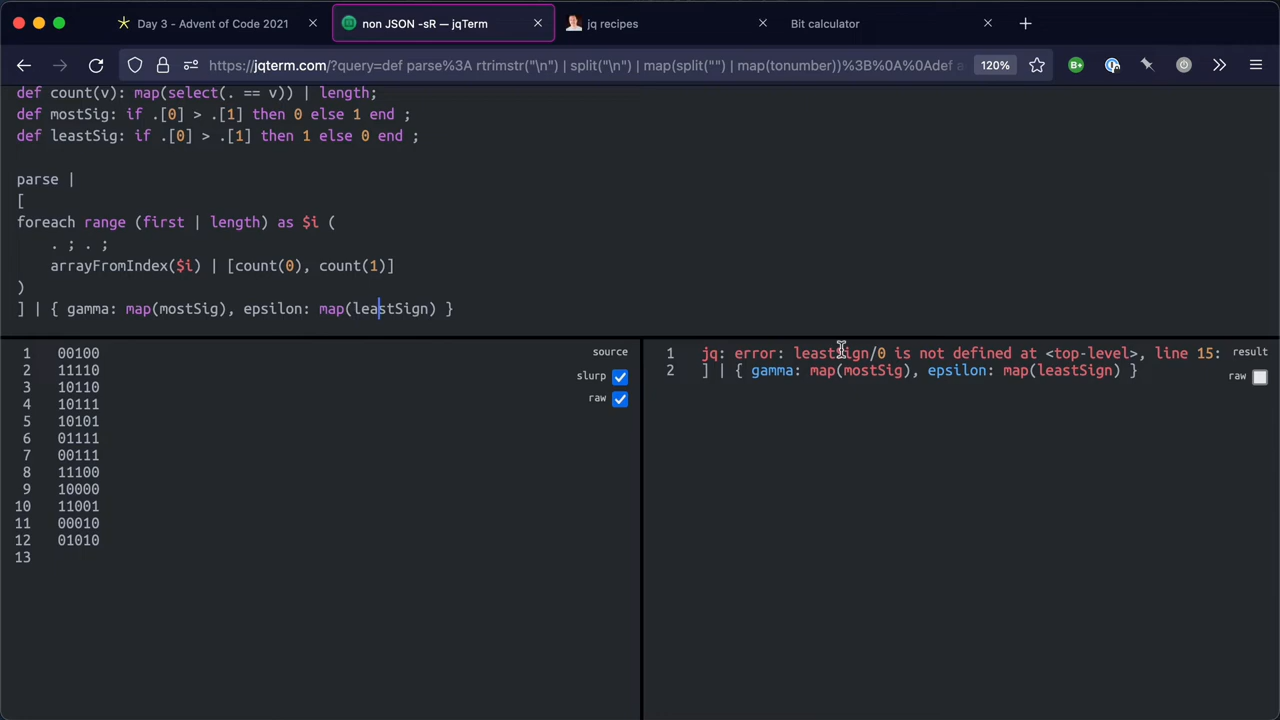 Day 3 - Advent of Code 2021
non JSON -sR — jqTerm
jq recipes
Bit calculator
https://jqterm.com/?query=def parse%3A rtrimstr("\n") | split("\n") | map(split("") | map(tonumber))%3B%0A%0Adef a
120%
B+
def count(v): map(select(. == v)) | length;
def mostSig: if .[0] > .[1] then 0 else 1 end ;
def leastSig: if .[0] > .[1] then 1 else 0 end ;
parse |
[
foreach range (first | length) as $i (
. ; . ;
arrayFromIndex($i) | [count(0), count(1)]
)
] | { gamma: map(mostSig), epsilon: map(leastSign) }
1 00100
2 11110
3 10110
4 10111
5 10101
6 01111
7 00111
8 11100
9 10000
10 11001
11 00010
12 01010
13
source
slurp
raw
1 jq: error: leastSign/0 is not defined at <top-level>, line 15:
2 ] | { gamma: map(mostSig), epsilon: map(leastSign) }
result
raw